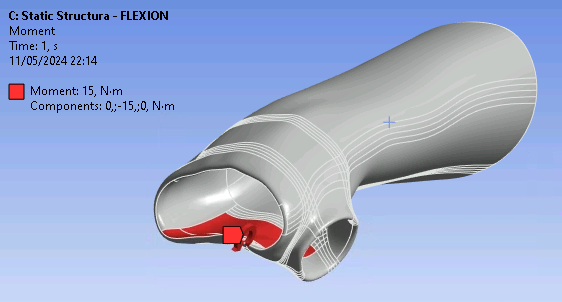 C: Static Structura - FLEXION
Moment
Time: 1, s
11/05/2024 22:14
Moment: 15, N·m
Components: 0,;-15,;0, N·m